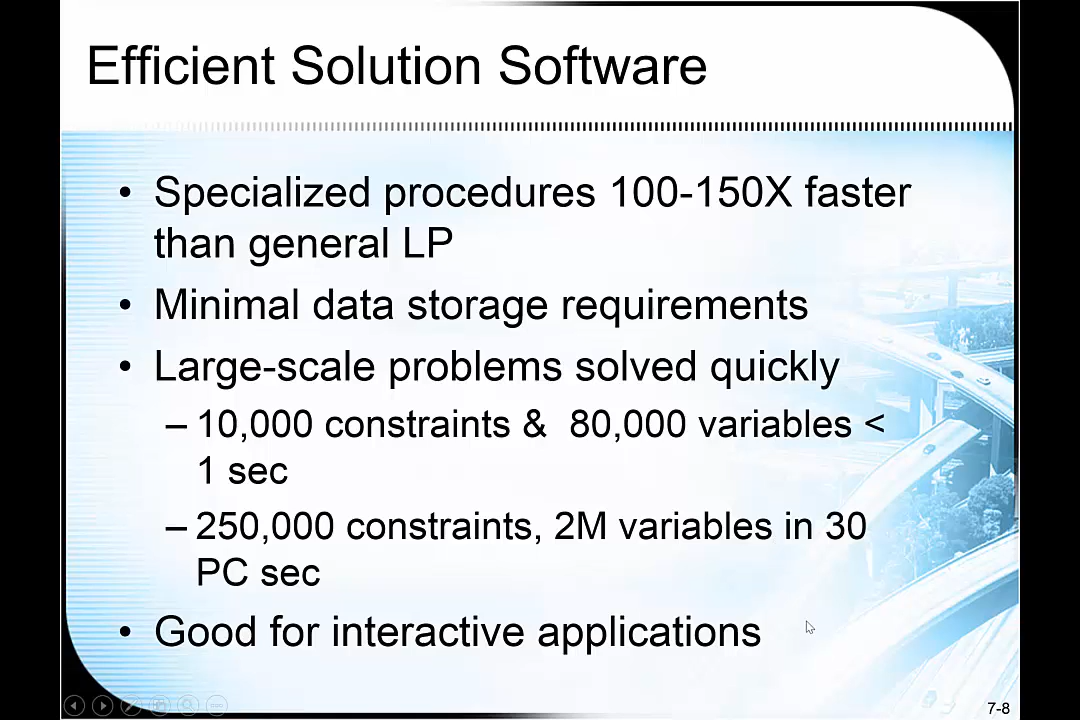 Efficient Solution Software
• Specialized procedures 100-150X faster
than general LP
• Minimal data storage requirements
• Large-scale problems solved quickly
– 10,000 constraints &  80,000 variables <
1 sec
– 250,000 constraints, 2M variables in 30
PC sec
• Good for interactive applications
7-8